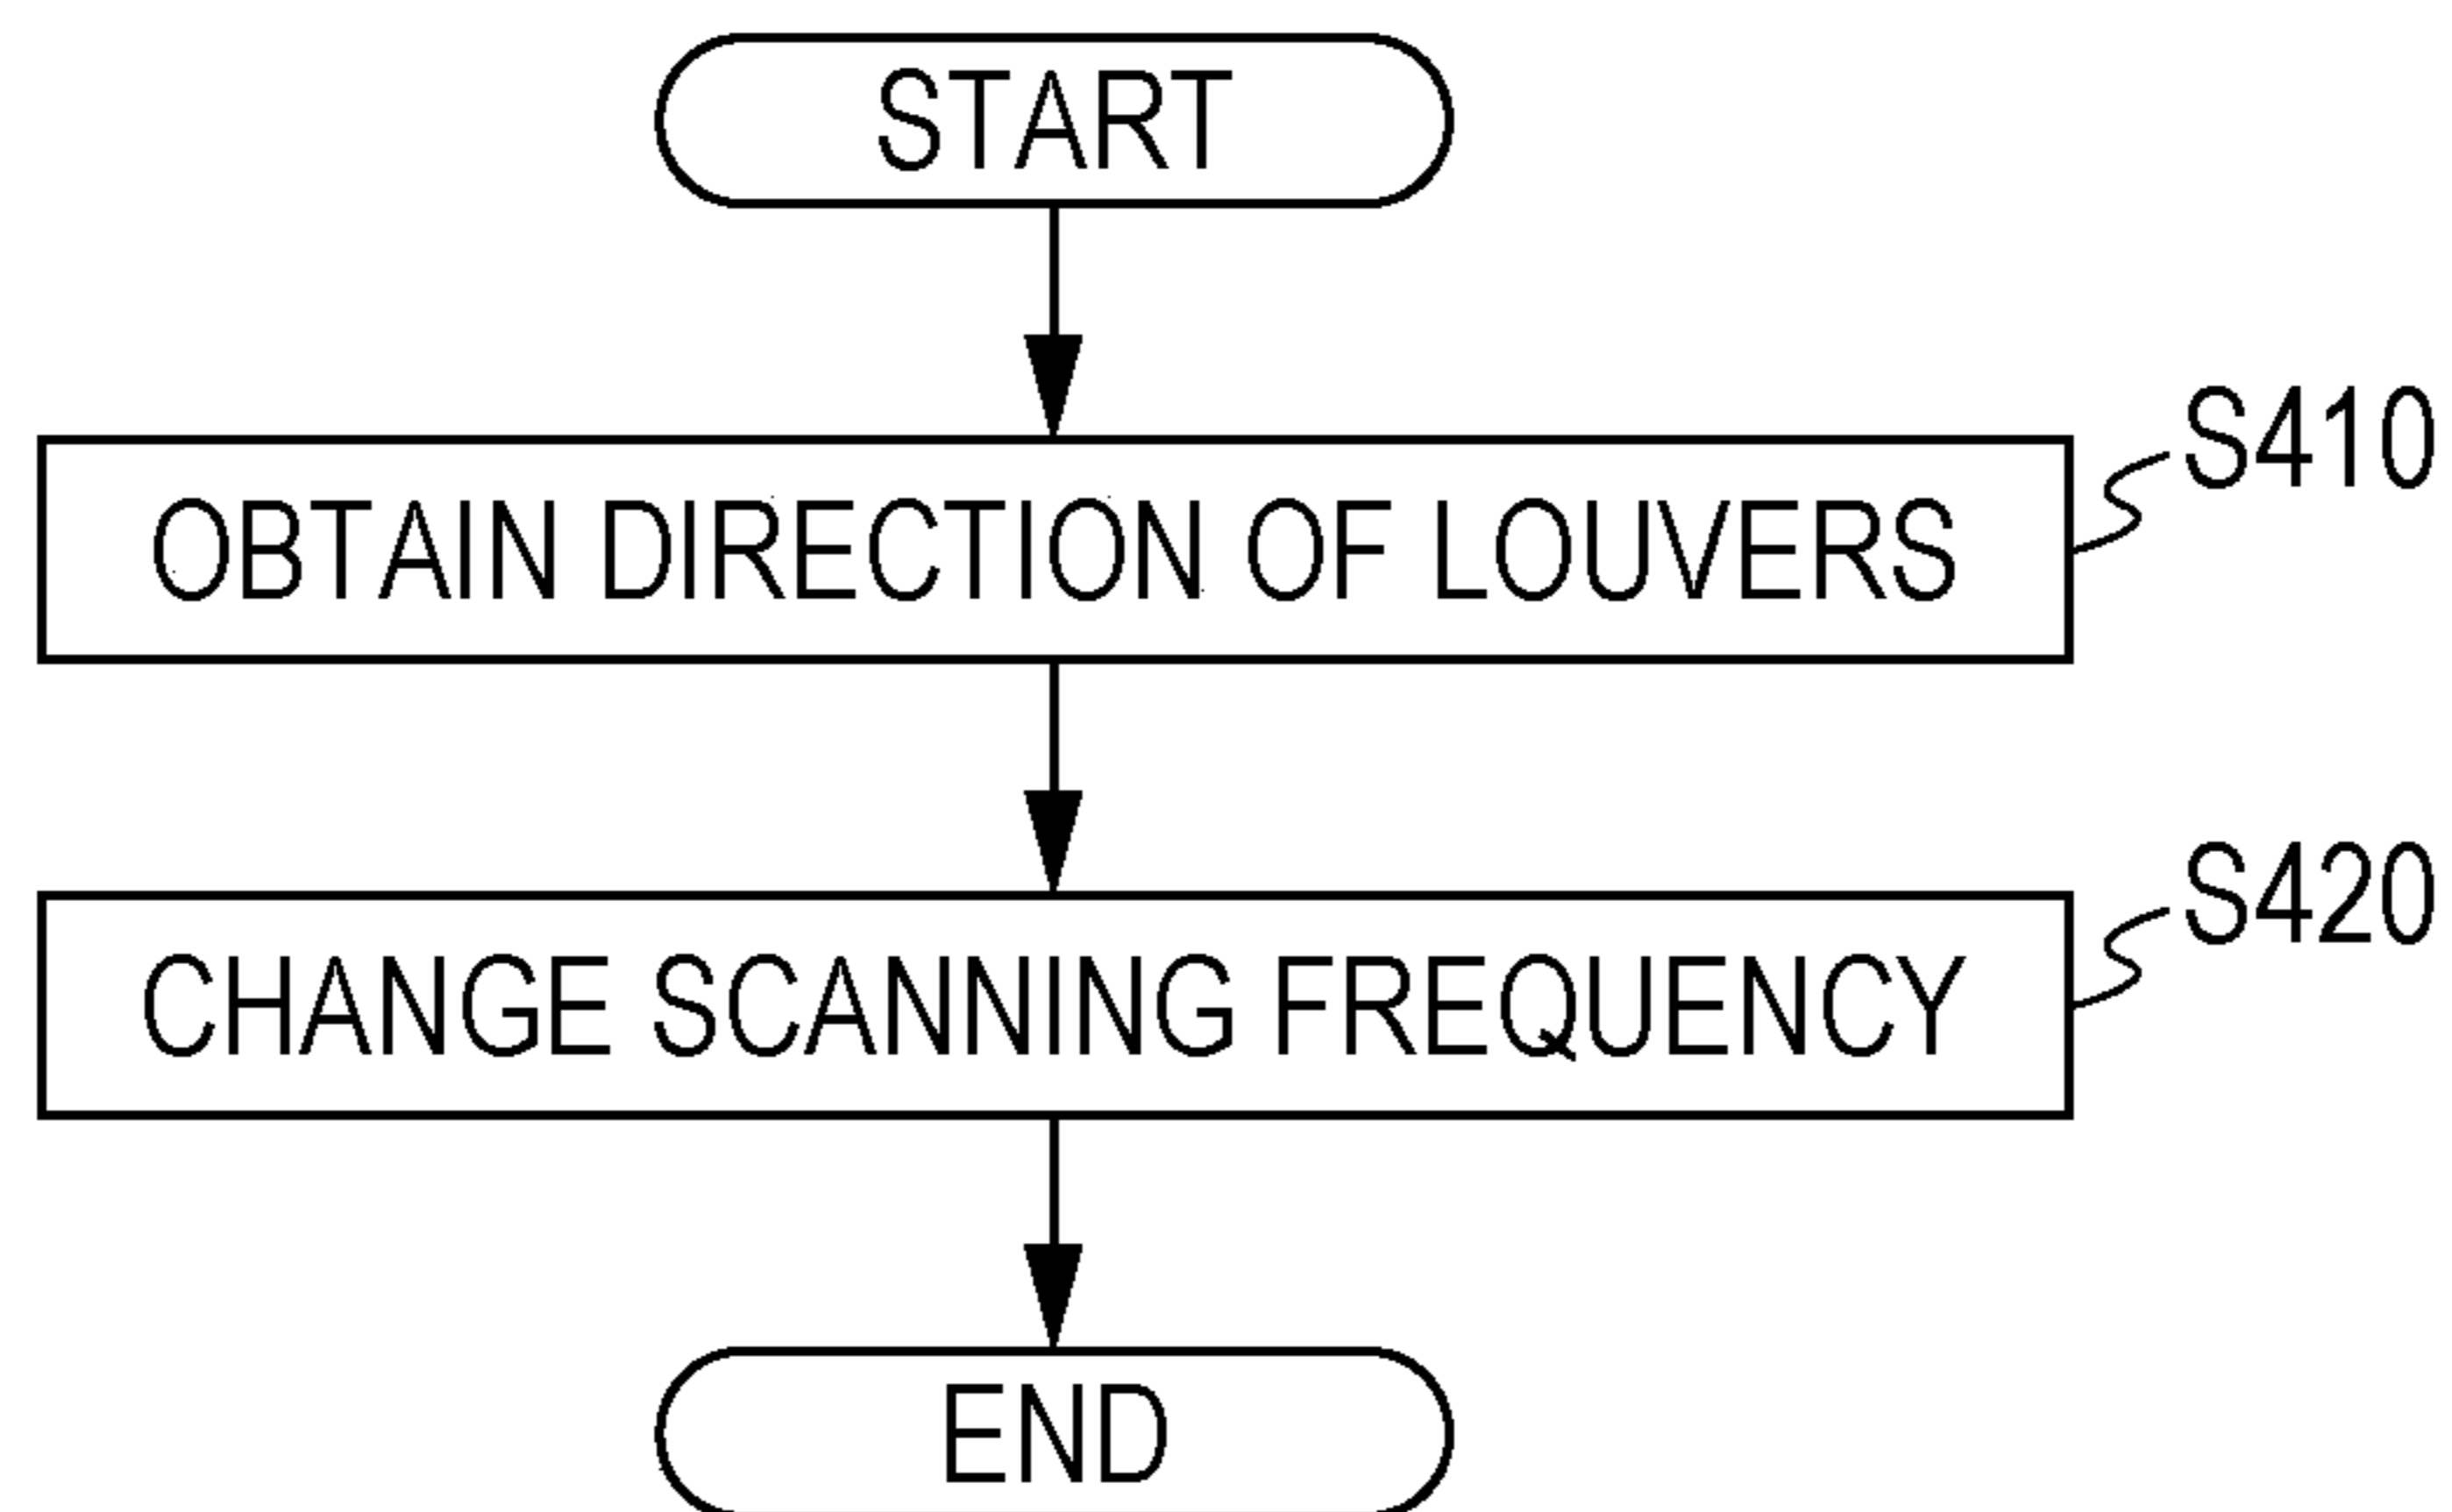 START
S410
OBTAIN DIRECTION OF LOUVERS
S420
CHANGE SCANNING FREQUENCY
END